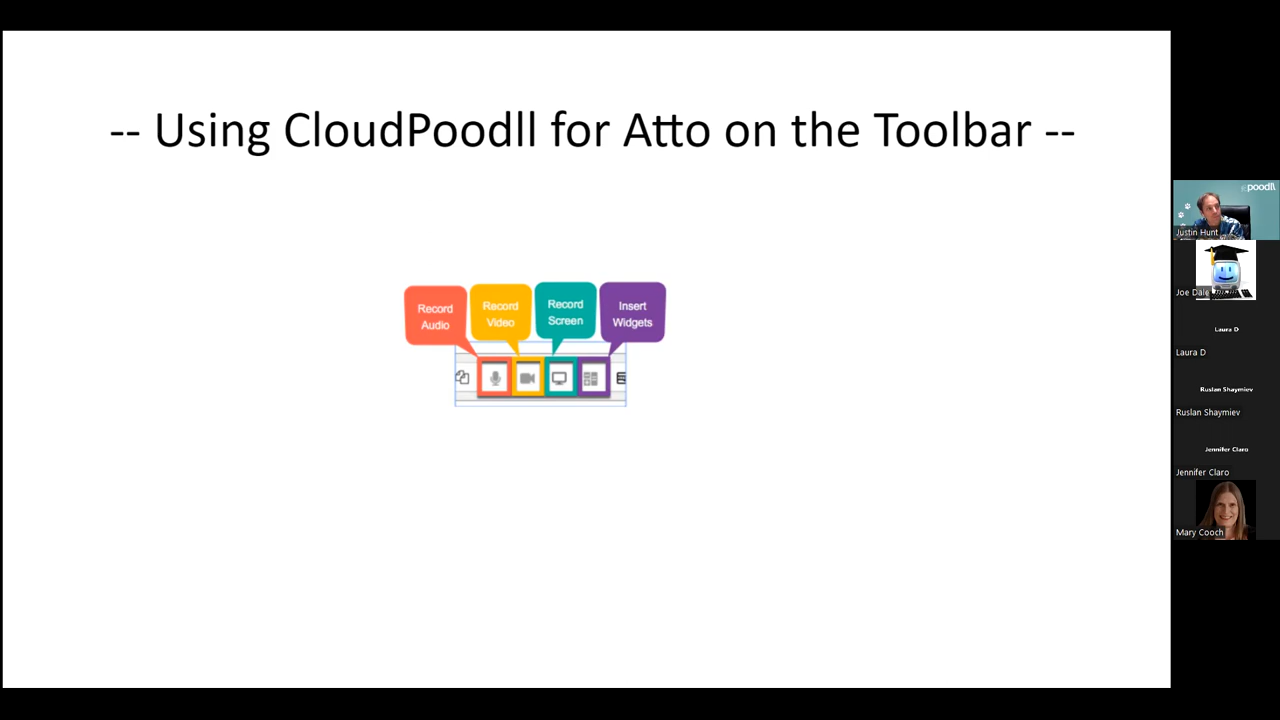 -- Using CloudPoodll for Atto on the Toolbar --
Record
Audio
Record
Video
Record
Screen
Insert
Widgets
poodll
Justin Hunt
Joe Dale
Laura D
Laura D
Ruslan Shaymiev
Ruslan Shaymiev
Jennifer Claro
Jennifer Claro
Mary Cooch